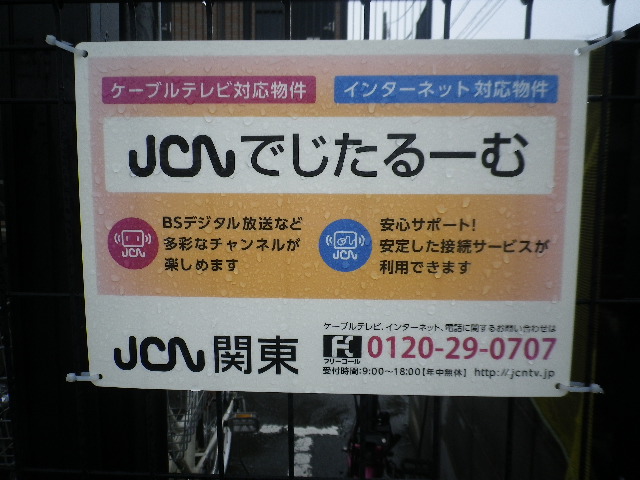 ケーブルテレビ対応物件 インターネット対応物件
JCNでじたるーむ
BSデジタル放送など
多彩なチャンネルが
楽しめます
JCN
安心サポート!
安定した接続サービスが
利用できます
JCN
JCN関東
ケーブルテレビ、インターネット、電話に関するお問い合わせは
フリーコール 0120-29-0707
受付時間:9:00～18:00【年中無休】 http://jcntv.jp